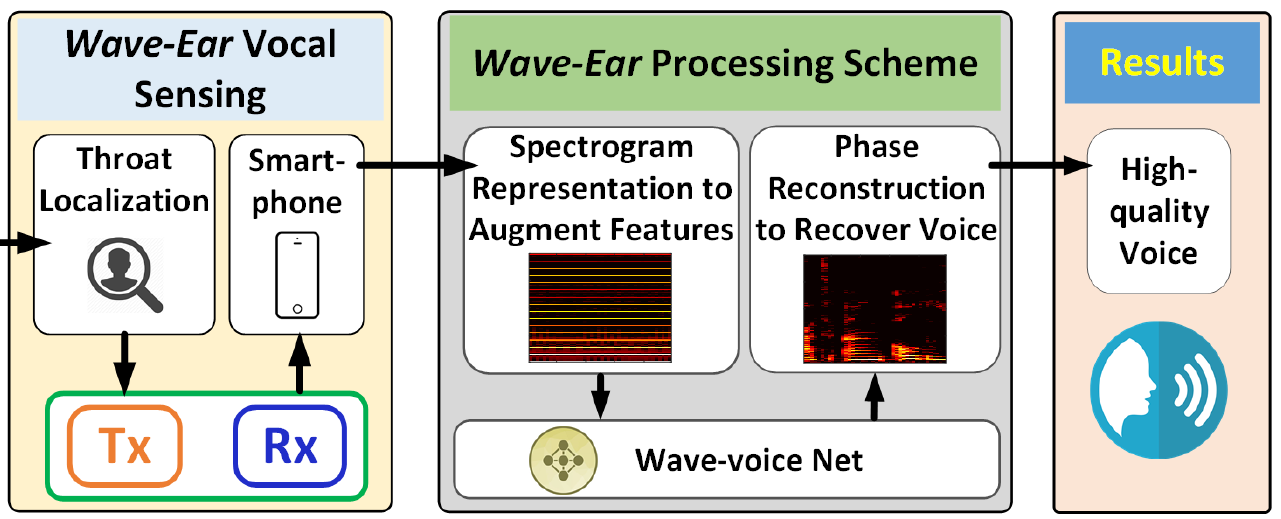 Wave-Ear Vocal
Sensing
Throat
Localization
Smart-
phone
Tx
Rx
Wave-Ear Processing Scheme
Spectrogram
Representation to
Augment Features
Phase
Reconstruction
to Recover Voice
Wave-voice Net
Results
High-
quality
Voice